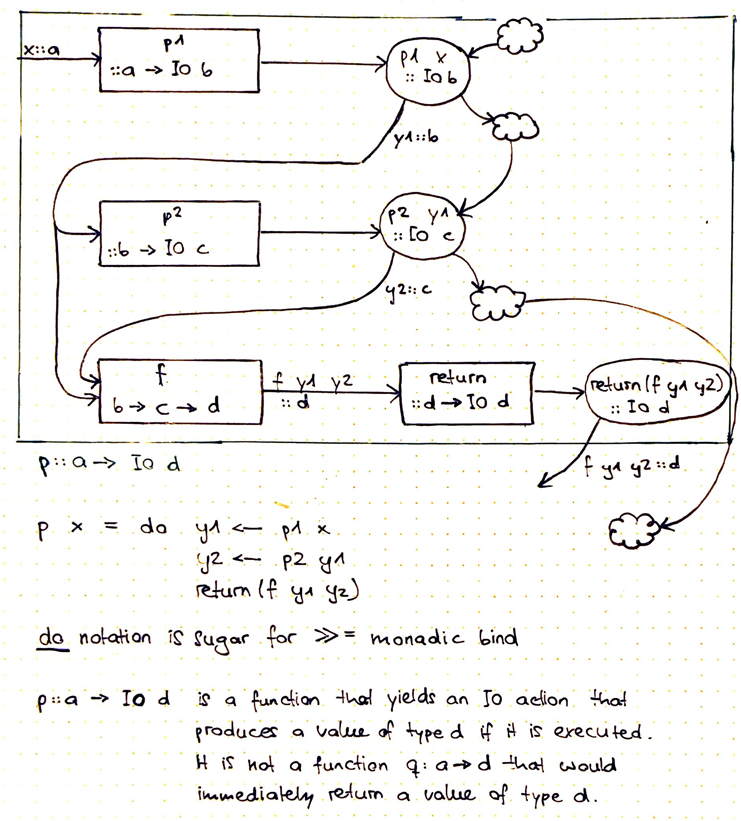 x::a
p1
::a → IO b
p1 x
:: IO b
y1::b
p2
::b → IO c
p2 y1
:: IO c
y2::c
f
b → c → d
f y1 y2
:: d
return
::d → IO d
return(f y1 y2)
:: IO d
f y1 y2::d
p::a → IO d
p x = do y1 ← p1 x
y2 ← p2 y1
return(f y1 y2)
do notation is sugar for >>= monadic bind
p::a → IO d is a function that yields an IO action that
produces a value of type d if it is executed.
It is not a function q: a→d that would
immediately return a value of type d.